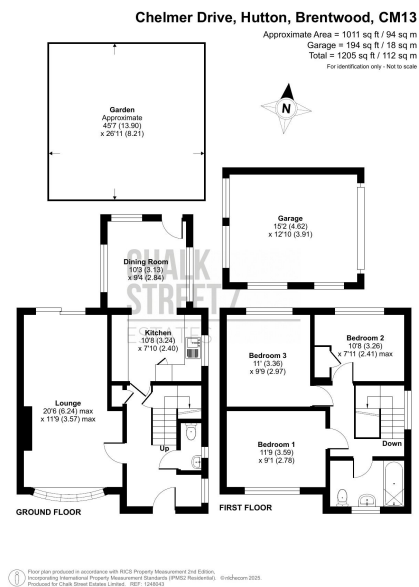 Chelmer Drive, Hutton, Brentwood, CM13
Approximate Area = 1011 sq ft / 94 sq m
Garage = 194 sq ft / 18 sq m
Total = 1205 sq ft / 112 sq m
For identification only - Not to scale
Garden
Approximate
45'7 (13.90)
x 26'11 (8.21)
N
Garage
15'2 (4.62)
x 12'10 (3.91)
CHALK
STREET
ESTATES
Dining Room
10'3 (3.13)
x 9'4 (2.84)
Kitchen
10'8 (3.24)
x 7'10 (2.40)
Lounge
20'6 (6.24) max
x 11'9 (3.57) max
Up
Bedroom 2
10'8 (3.26)
x 7'11 (2.41) max
Bedroom 3
11' (3.36)
x 9'9 (2.97)
Bedroom 1
11'9 (3.59)
x 9'1 (2.78)
Down
GROUND FLOOR
FIRST FLOOR
Floor plan produced in accordance with RICS Property Measurement 2nd Edition,
Incorporating International Property Measurement Standards (IPMS2 Residential). ©nichecom 2025.
Produced for Chalk Street Estates Limited. REF: 1248943